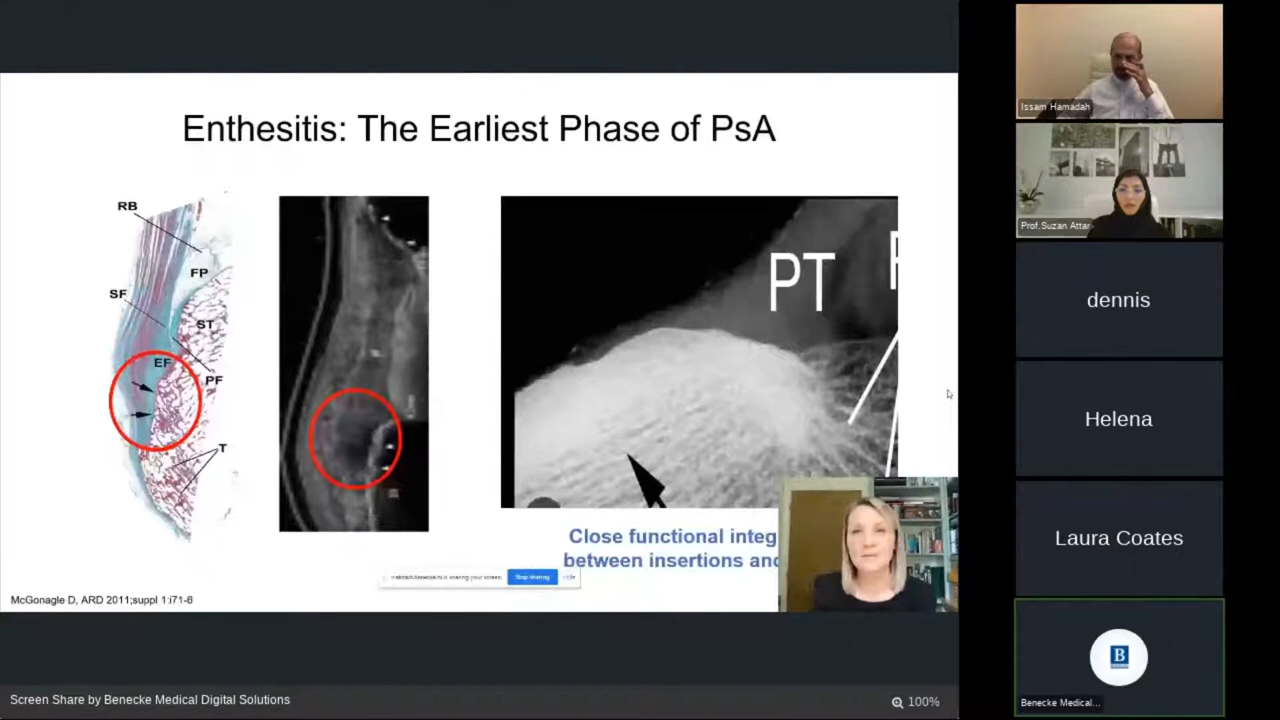 Enthesitis: The Earliest Phase of PsA
RB
FP
SF
ST
EF
PF
T
PT
Close functional integ
between insertions and
Stop sharing
McGonagle D, ARD 2011;suppl 1:i71-6
Screen Share by Benecke Medical Digital Solutions
100%
Issam Hamadah
Prof.Suzan Attar
dennis
Helena
Laura Coates
B
Benecke Medical...